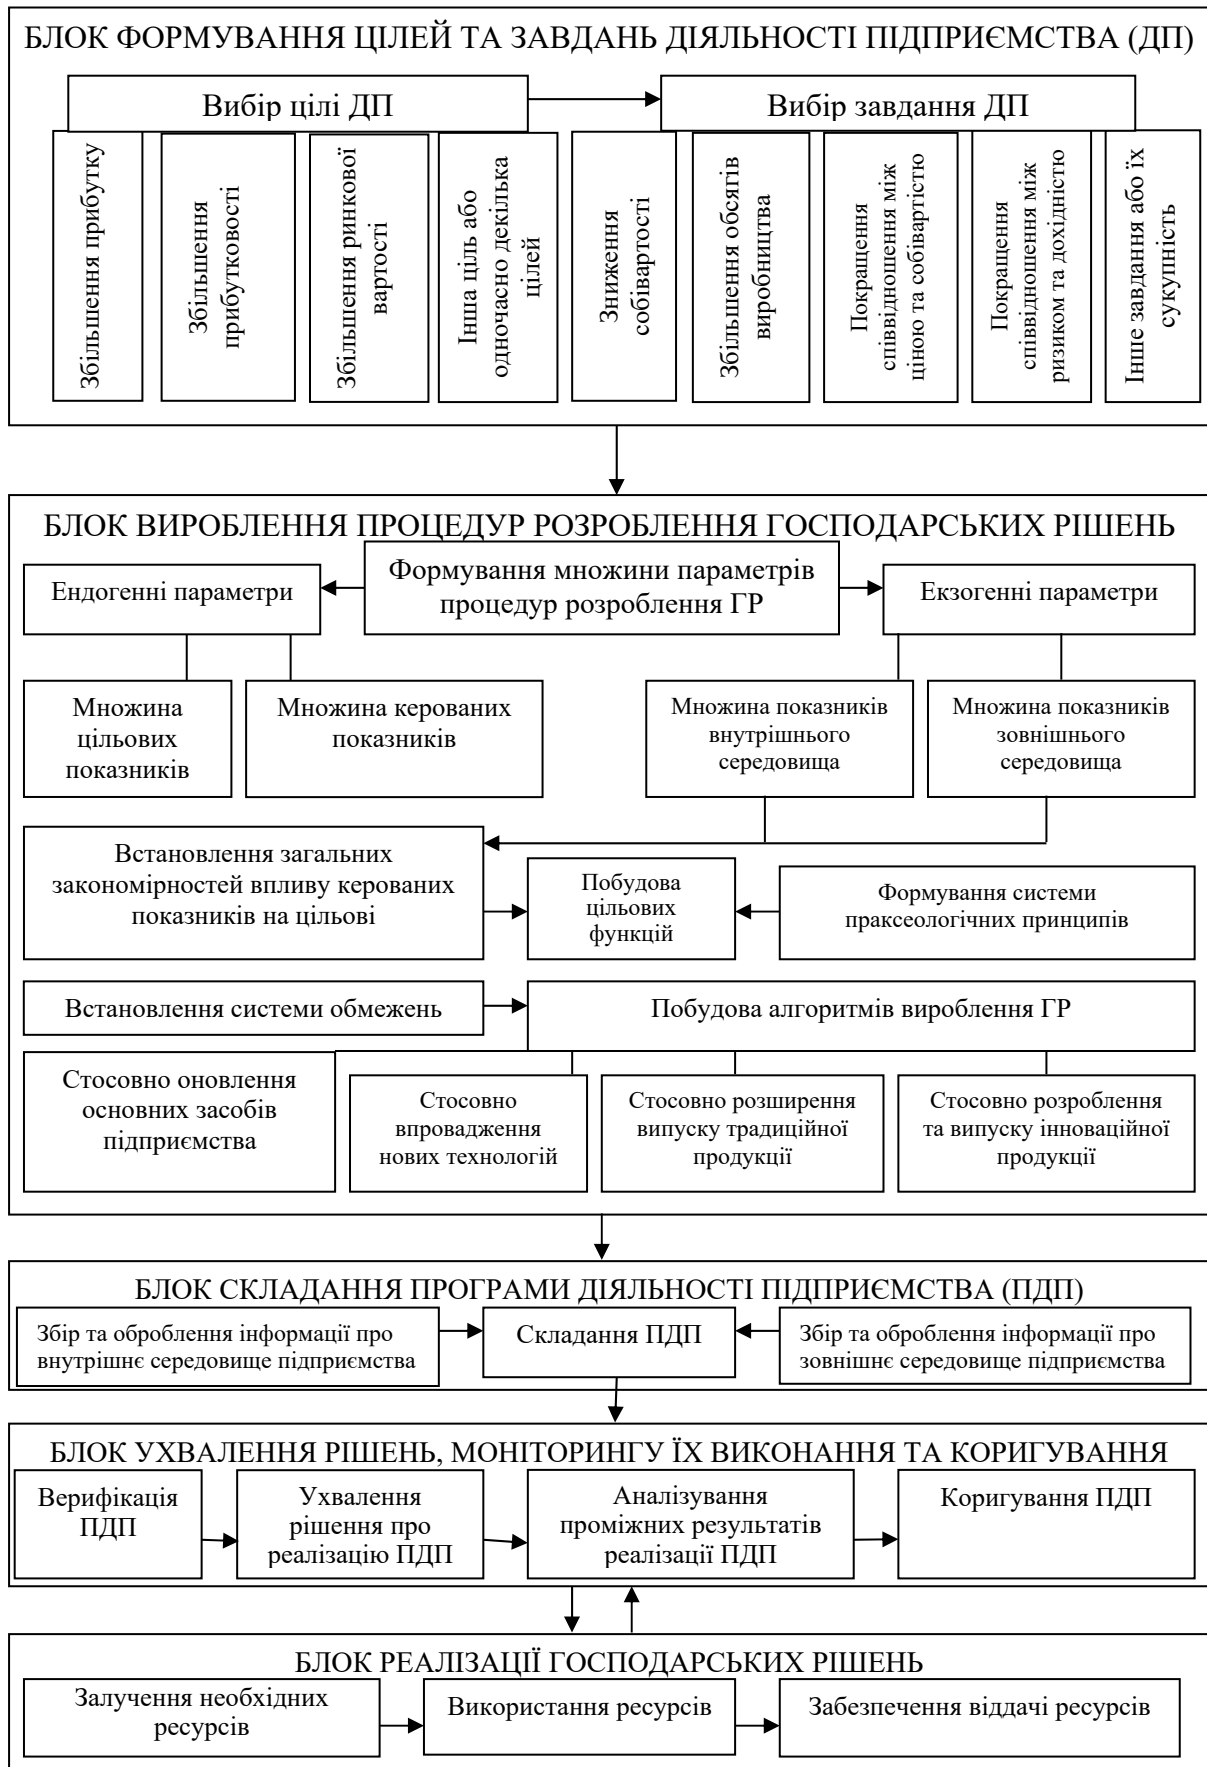 БЛОК ФОРМУВАННЯ ЦІЛЕЙ ТА ЗАВДАНЬ ДІЯЛЬНОСТІ ПІДПРИЄМСТВА (ДП)
Вибір цілі ДП
Вибір завдання ДП
Збільшення прибутку
Збільшення
прибутковості
Збільшення ринкової
вартості
Інша ціль або
одночасно декілька
цілей
Зниження
собівартості
Збільшення обсягів
виробництва
Покращення
співвідношення між
ціною та собівартістю
Покращення
співвідношення між
ризиком та дохідністю
Інше завдання або їх
сукупність
БЛОК ВИРОБЛЕННЯ ПРОЦЕДУР РОЗРОБЛЕННЯ ГОСПОДАРСЬКИХ РІШЕНЬ
Ендогенні параметри
Формування множини параметрів
процедур розроблення ГР
Екзогенні параметри
Множина
цільових
показників
Множина керованих
показників
Множина показників
внутрішнього
середовища
Множина показників
зовнішнього
середовища
Встановлення загальних
закономірностей впливу керованих
показників на цільові
Побудова
цільових
функцій
Формування системи
праксеологічних принципів
Встановлення системи обмежень
Побудова алгоритмів вироблення ГР
Стосовно оновлення
основних засобів
підприємства
Стосовно
впровадження
нових технологій
Стосовно розширення
випуску традиційної
продукції
Стосовно розроблення
та випуску інноваційної
продукції
БЛОК СКЛАДАННЯ ПРОГРАМИ ДІЯЛЬНОСТІ ПІДПРИЄМСТВА (ПДП)
Збір та оброблення інформації про
внутрішнє середовище підприємства
Складання ПДП
Збір та оброблення інформації про
зовнішнє середовище підприємства
БЛОК УХВАЛЕННЯ РІШЕНЬ, МОНІТОРИНГУ ЇХ ВИКОНАННЯ ТА КОРИГУВАННЯ
Верифікація
ПДП
Ухвалення
рішення про
реалізацію ПДП
Аналізування
проміжних результатів
реалізації ПДП
Коригування ПДП
БЛОК РЕАЛІЗАЦІЇ ГОСПОДАРСЬКИХ РІШЕНЬ
Залучення необхідних
ресурсів
Використання ресурсів
Забезпечення віддачі ресурсів